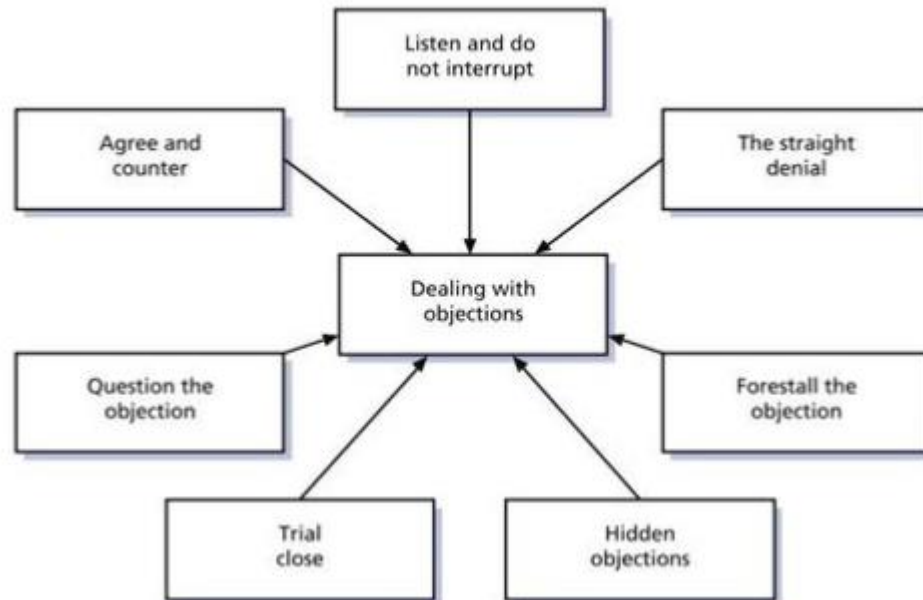 Listen and do
not interrupt
Agree and
counter
The straight
denial
Dealing with
objections
Question the
objection
Forestall the
objection
Trial
close
Hidden
objections